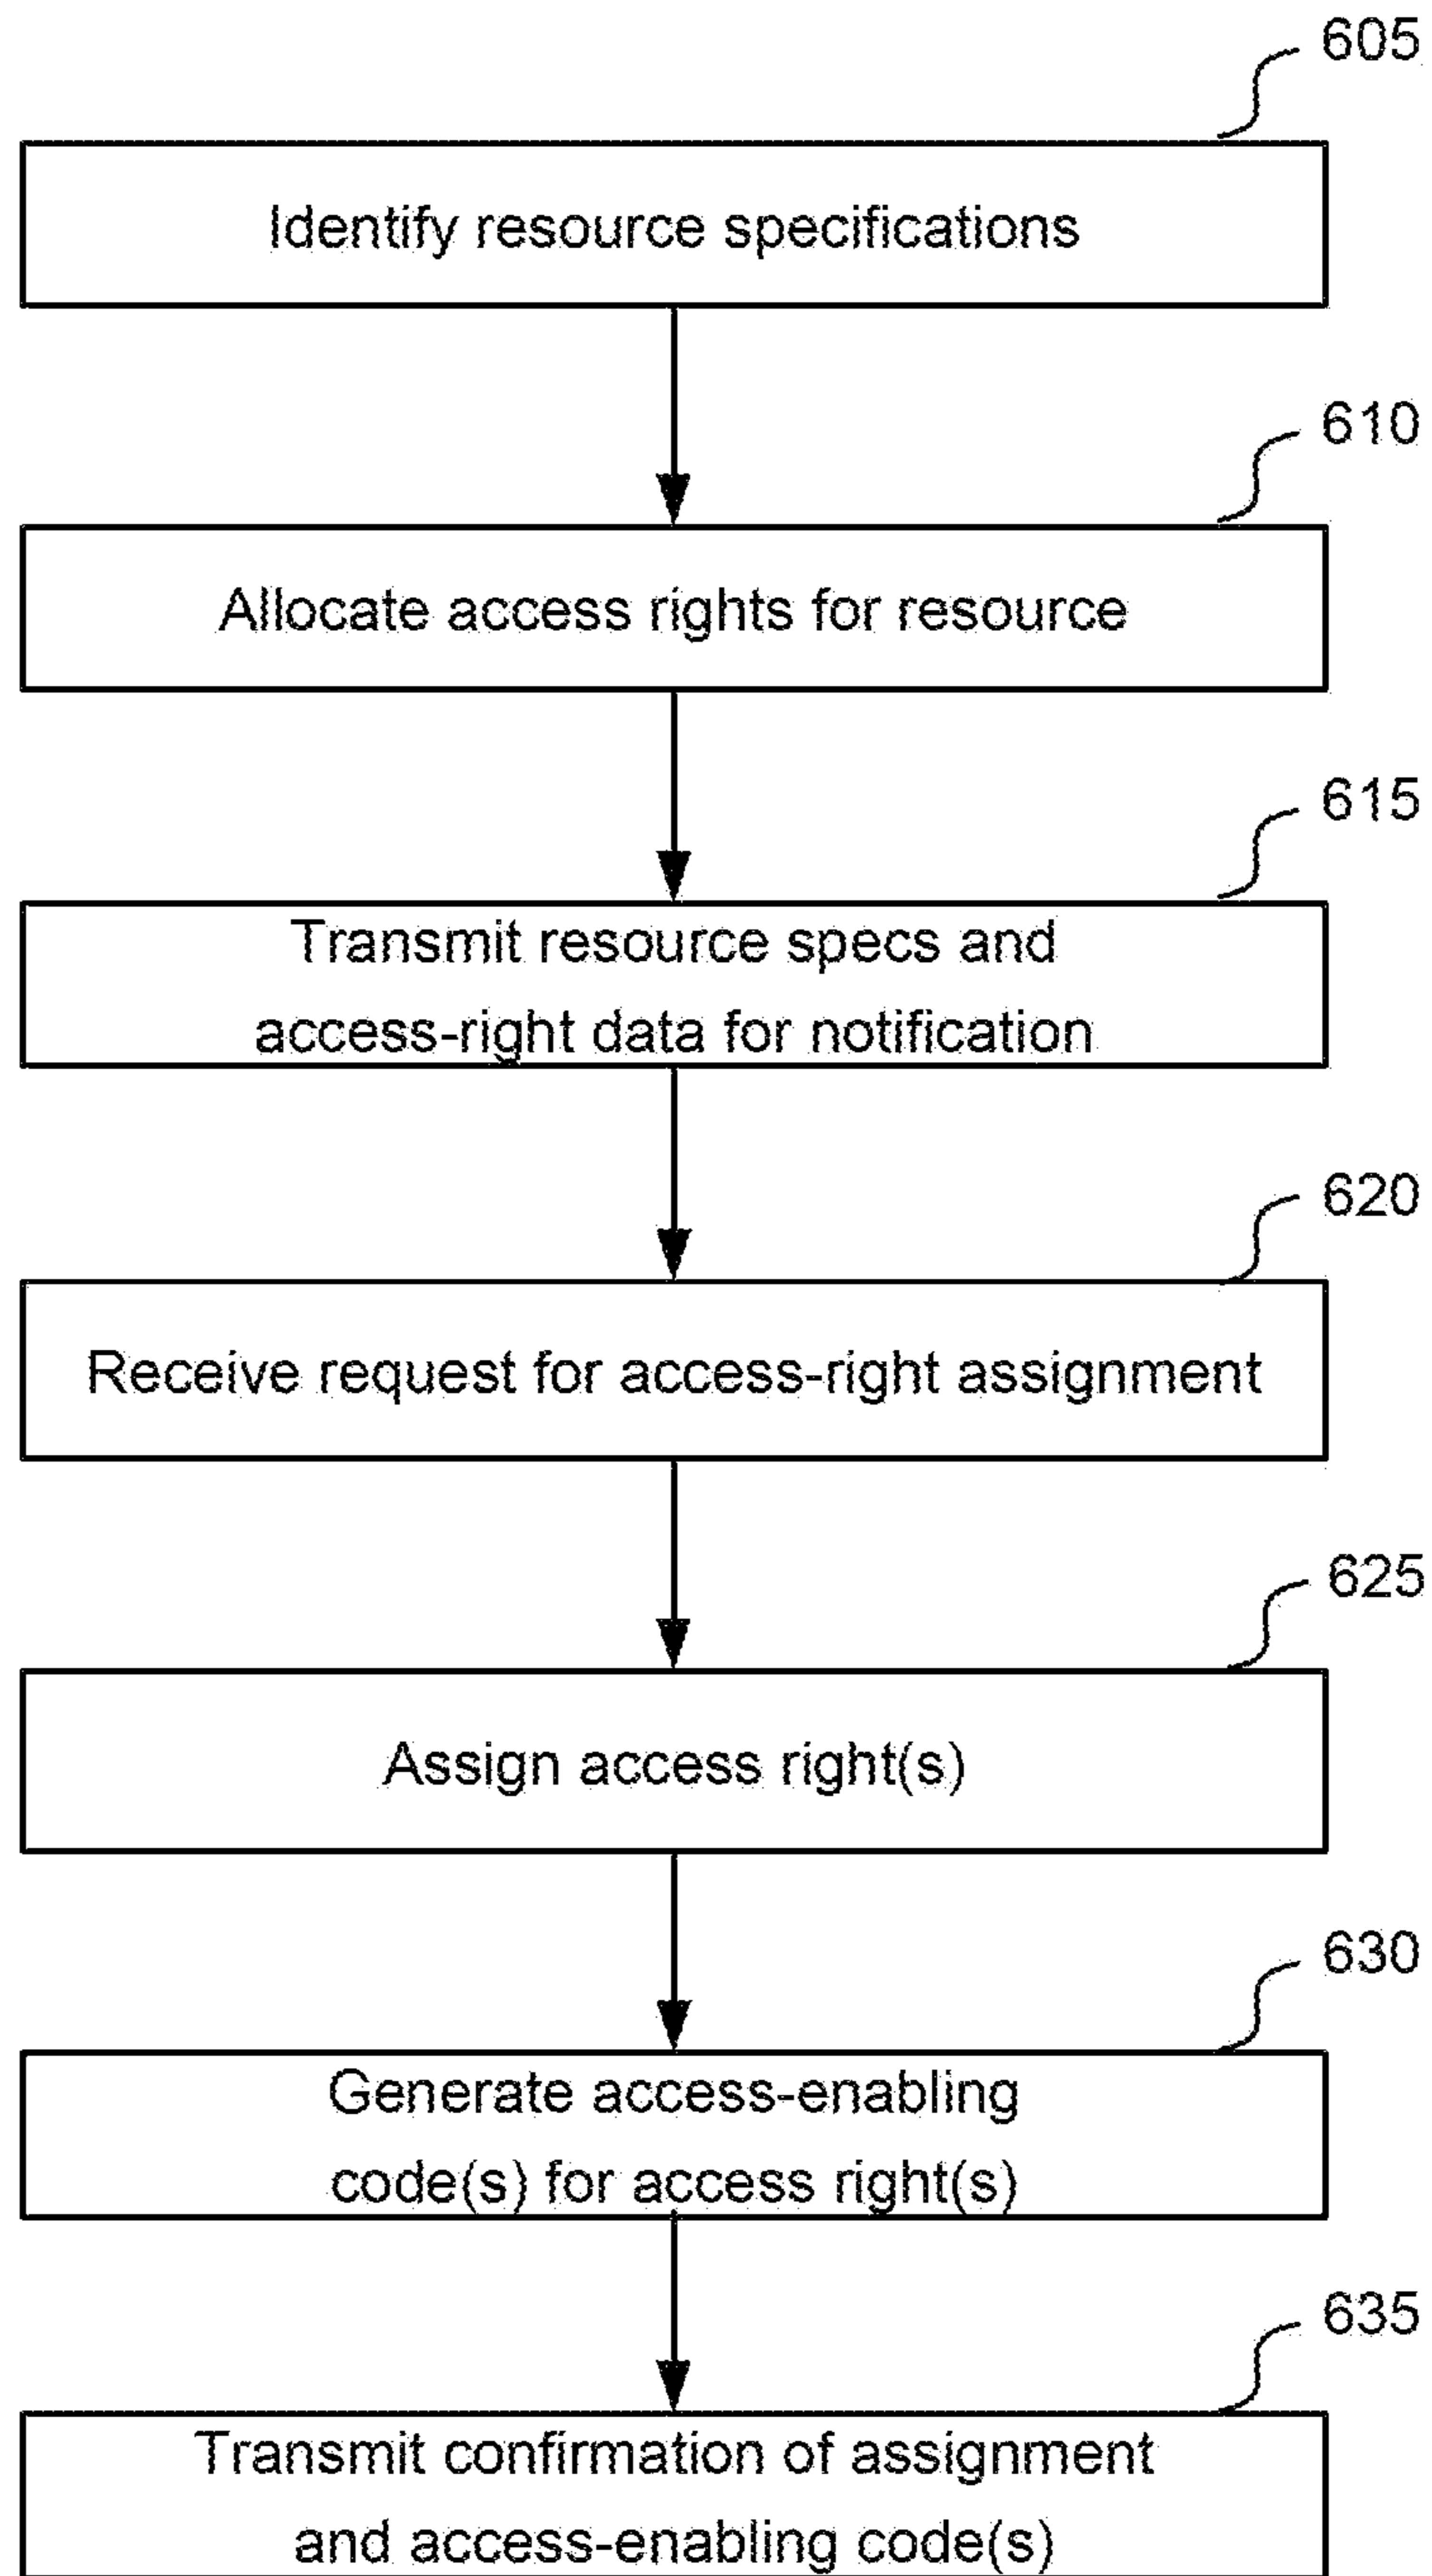 605
Identify resource specifications
610
Allocate access rights for resource
615
Transmit resource specs and
access-right data for notification
620
Receive request for access-right assignment
625
Assign access right(s)
630
Generate access-enabling
code(s) for access right(s)
635
Transmit confirmation of assignment
and access-enabling code(s)